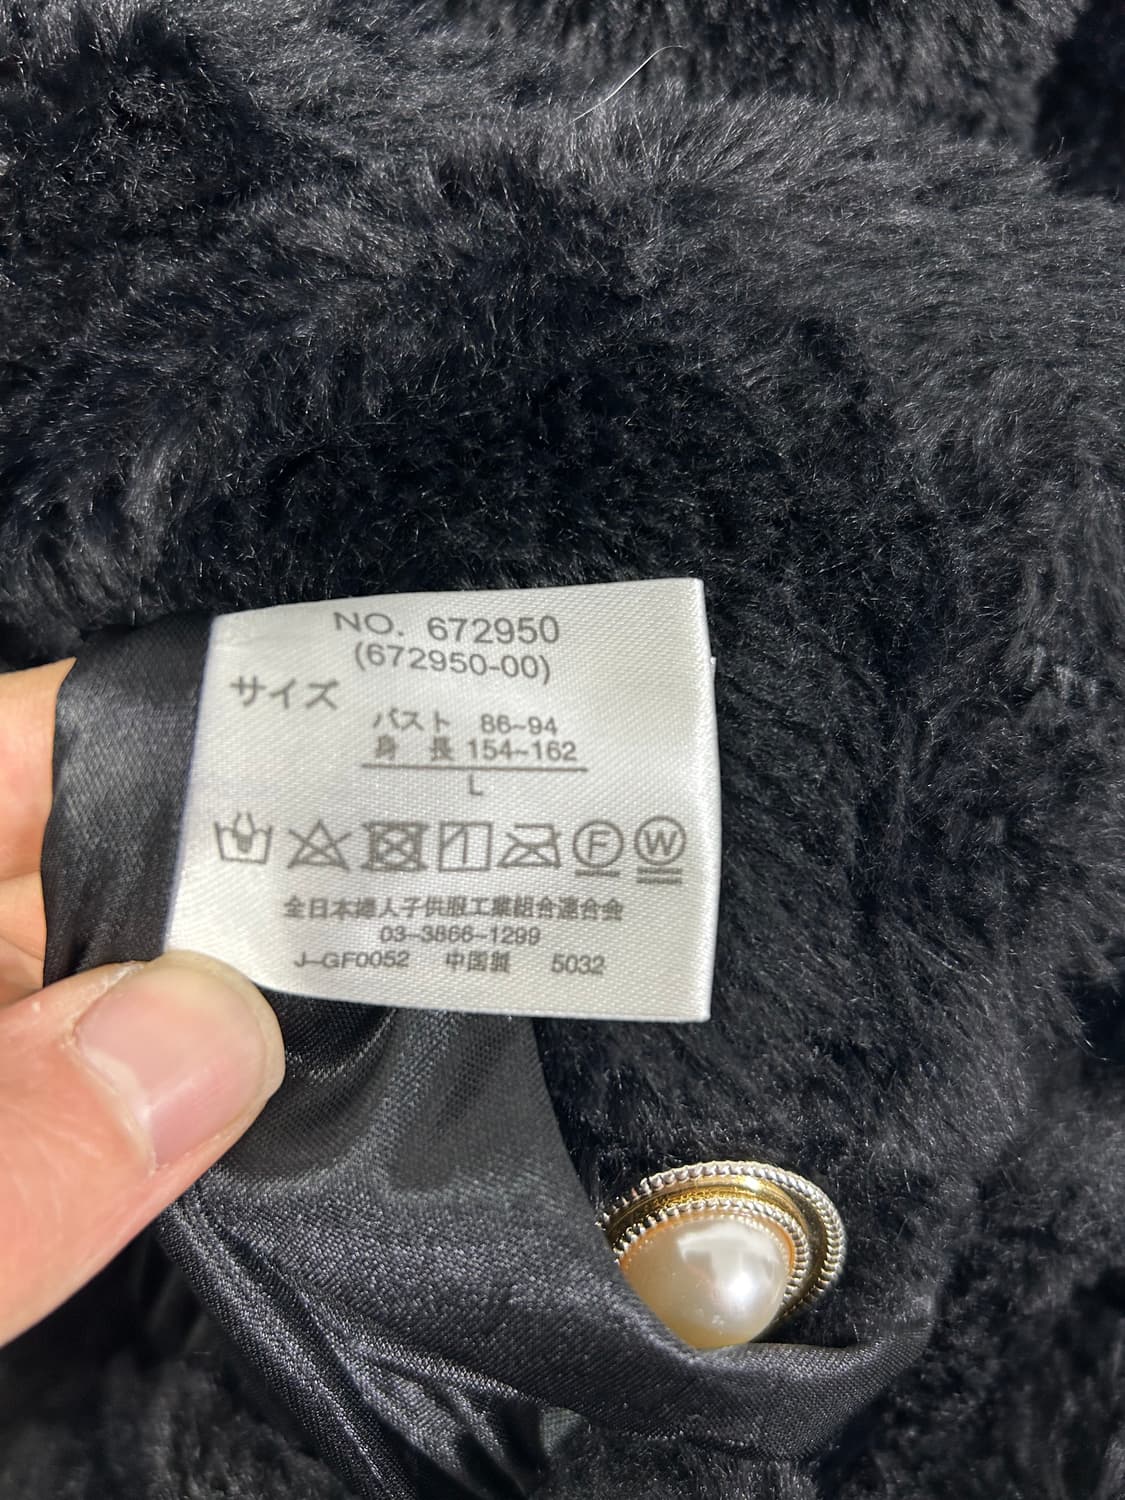 NO. 672950
(672950-00)
サイズ
バスト 86~94
身 長 154~162
L
F W
全日本婦人子供服工業組合連合会
03-3866-1299
J-GF0052 中国製 5032